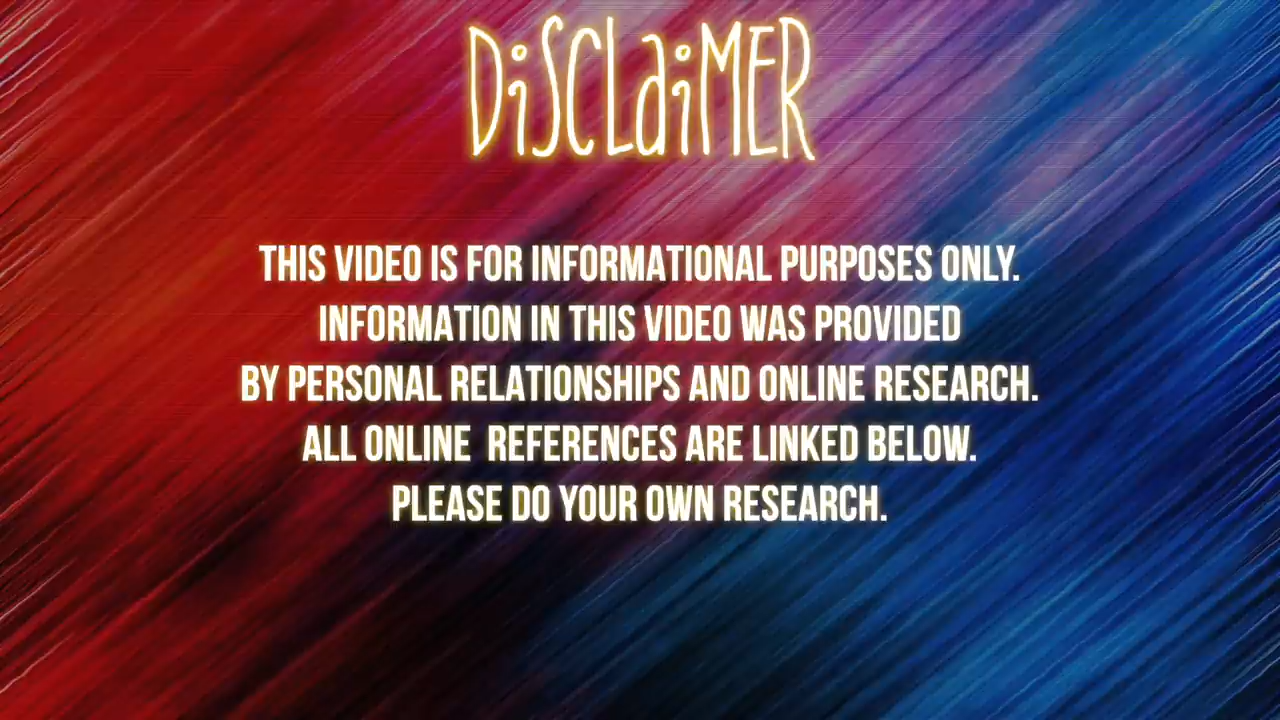 DiSCLaiMER
THIS VIDEO IS FOR INFORMATIONAL PURPOSES ONLY.
INFORMATION IN THIS VIDEO WAS PROVIDED
BY PERSONAL RELATIONSHIPS AND ONLINE RESEARCH.
ALL ONLINE REFERENCES ARE LINKED BELOW.
PLEASE DO YOUR OWN RESEARCH.